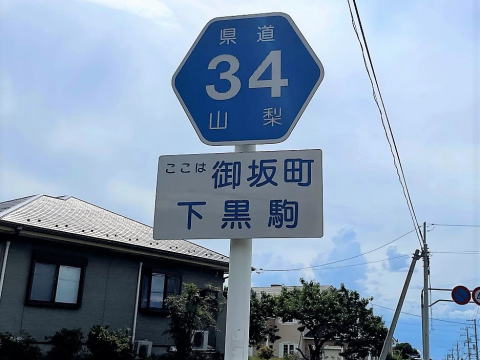 県道
34
山梨
ここは 御坂町
下黒駒